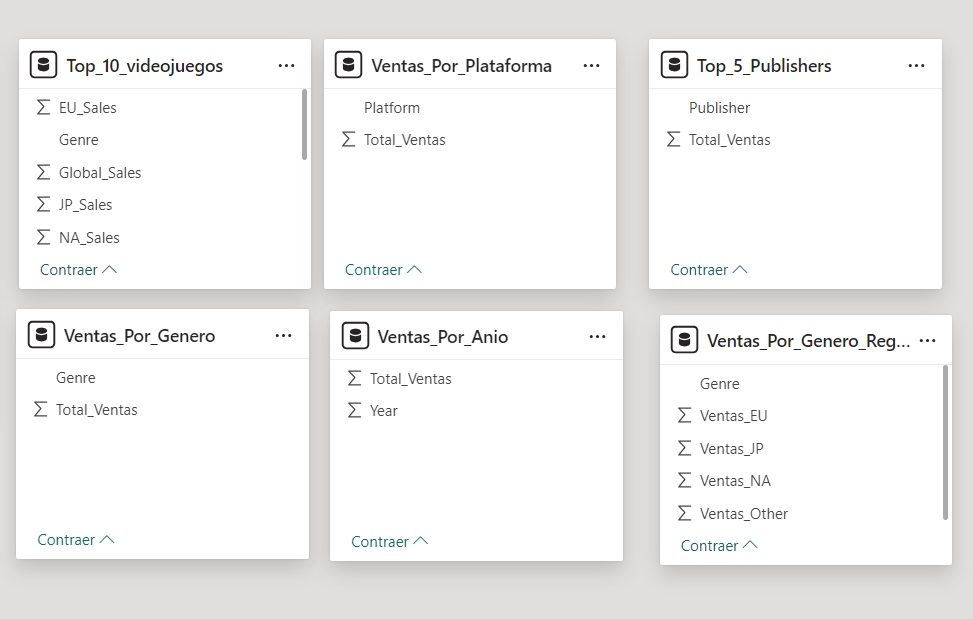 Top_10_videojuegos
Σ EU_Sales
Genre
Σ Global_Sales
Σ JP_Sales
Σ NA_Sales
Contraer
Ventas_Por_Plataforma
Platform
Σ Total_Ventas
Contraer
Top_5_Publishers
Publisher
Σ Total_Ventas
Contraer
Ventas_Por_Genero
Genre
Σ Total_Ventas
Contraer
Ventas_Por_Anio
Σ Total_Ventas
Σ Year
Contraer
Ventas_Por_Genero_Reg...
Genre
Σ Ventas_EU
Σ Ventas_JP
Σ Ventas_NA
Σ Ventas_Other
Contraer